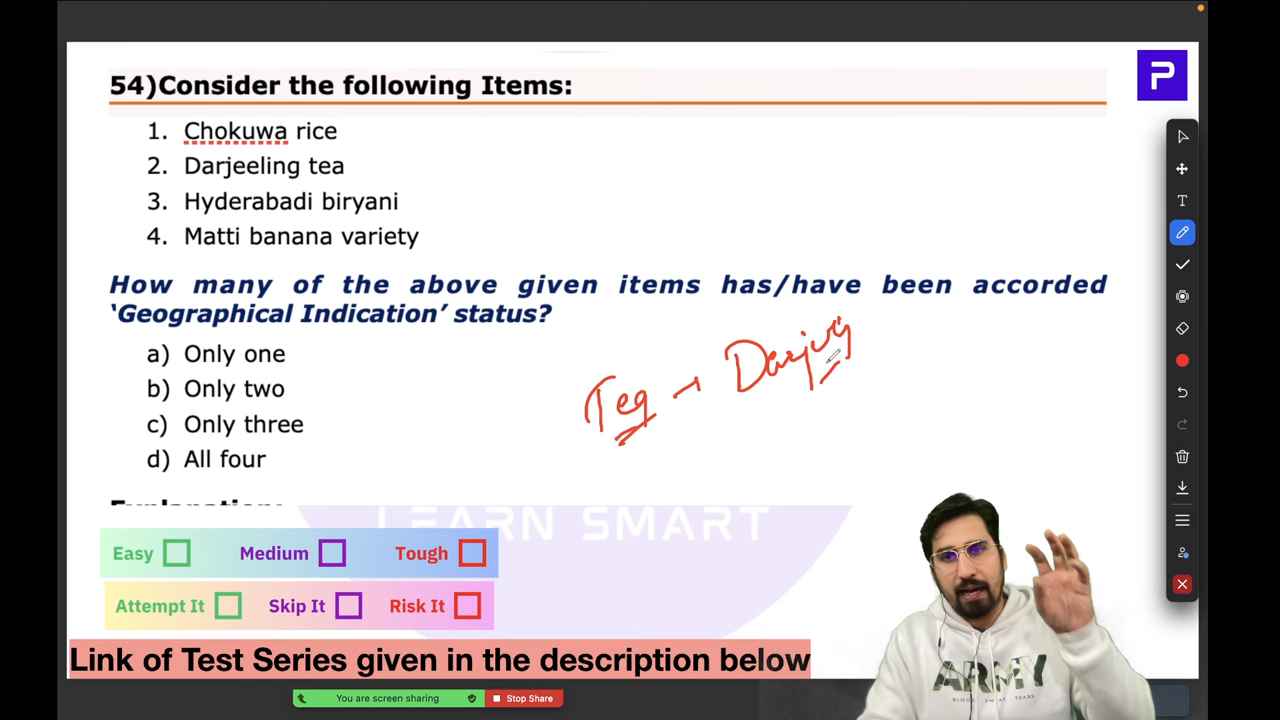 54)Consider the following Items:
1. Chokuwa rice
2. Darjeeling tea
3. Hyderabadi biryani
4. Matti banana variety
How many of the above given items has/have been accorded
‘Geographical Indication’ status?
a) Only one
b) Only two
c) Only three
d) All four
Tea → Darjeeling
Explanation:
LEARN SMART
Easy Medium Tough
Attempt It Skip It Risk It
Link of Test Series given in the description below
ARMY
You are screen sharing Stop Share